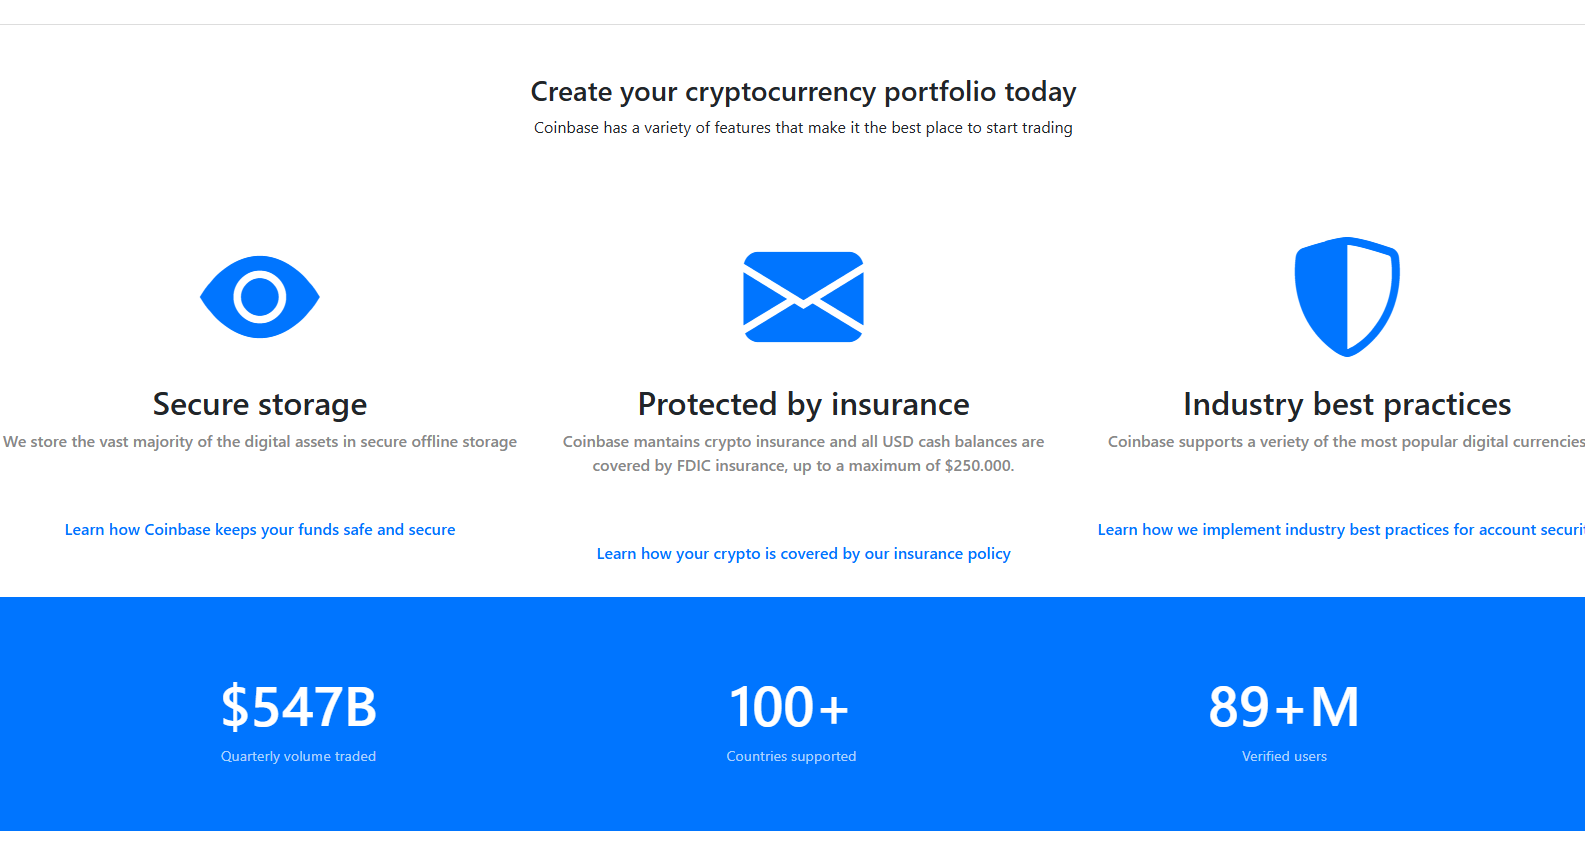 Create your cryptocurrency portfolio today
Coinbase has a variety of features that make it the best place to start trading
Secure storage
We store the vast majority of the digital assets in secure offline storage
Learn how Coinbase keeps your funds safe and secure
Protected by insurance
Coinbase mantains crypto insurance and all USD cash balances are
covered by FDIC insurance, up to a maximum of $250.000.
Learn how your crypto is covered by our insurance policy
Industry best practices
Coinbase supports a veriety of the most popular digital currencies
Learn how we implement industry best practices for account securit
$547B
Quarterly volume traded
100+
Countries supported
89+M
Verified users